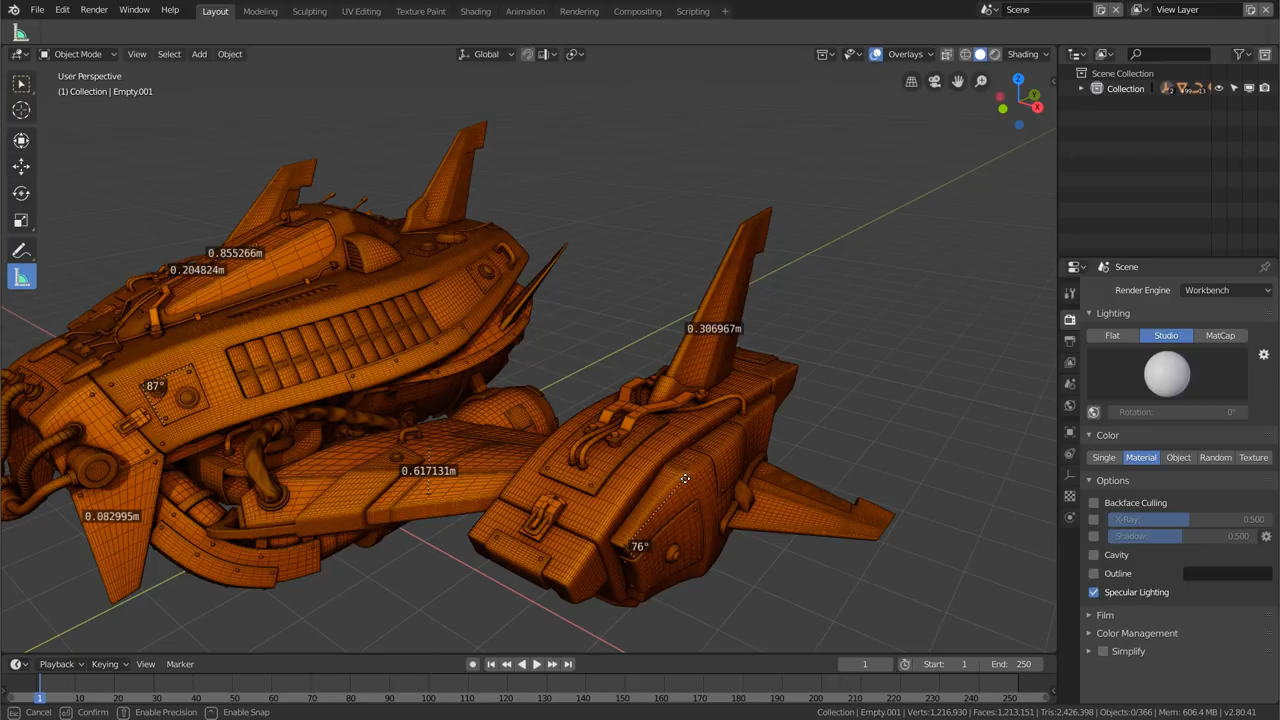 File Edit Render Window Help Layout Modeling Sculpting UV Editing Texture Paint Shading Animation Rendering Compositing Scripting + Scene View Layer
Object Mode View Select Add Object Global Overlays Shading
User Perspective
(1) Collection | Empty.001
Z
Y
X
Scene Collection
Collection
0.855266m
0.204824m
0.306967m
87°
0.617131m
0.082995m
76°
Scene
Render Engine Workbench
Lighting
Flat Studio MatCap
Rotation: 0°
Color
Single Material Object Random Texture
Options
Backface Culling
X-Ray: 0.500
Shadow: 0.500
Cavity
Outline
Specular Lighting
Film
Color Management
Simplify
Playback Keying View Marker 1 Start: 1 End: 250
1 10 20 30 40 50 60 70 80 90 100 110 120 130 140 150 160 170 180 190 200 210 220 230 240 250
Cancel Confirm Enable Precision Enable Snap Collection | Empty.001 | Verts:1,216,930 | Faces:1,213,151 | Tris:2,426,398 | Objects:0/366 | Mem: 606.4 MB | v2.80.41